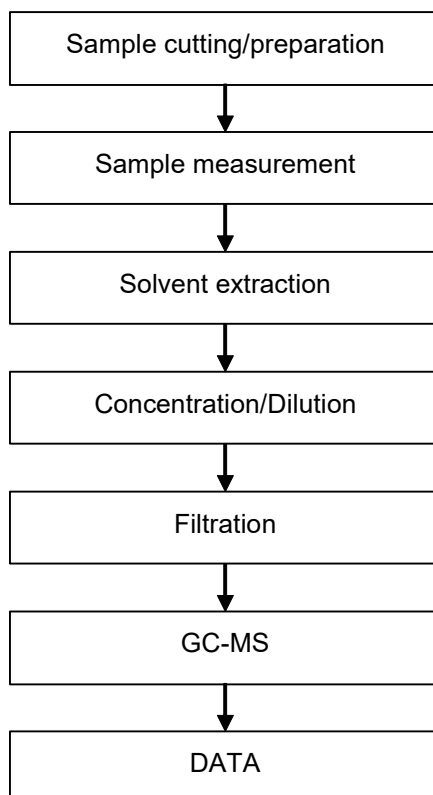 Sample cutting/preparation
Sample measurement
Solvent extraction
Concentration/Dilution
Filtration
GC-MS
DATA